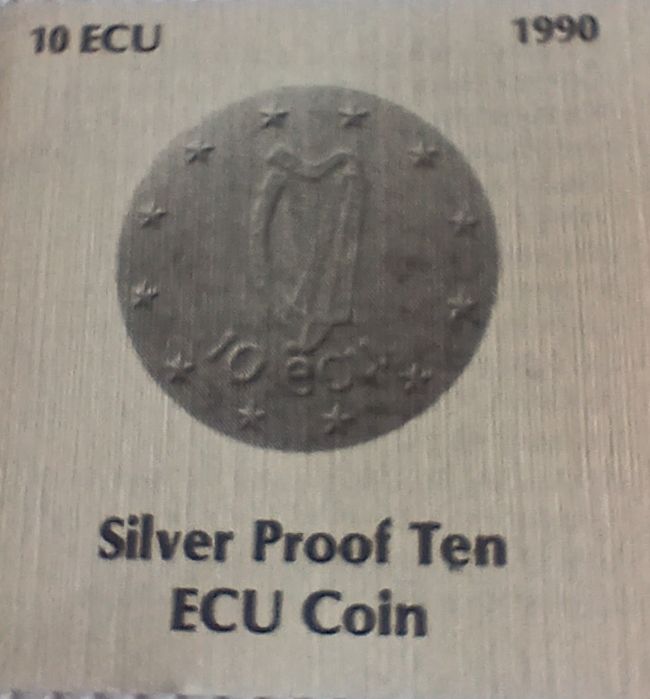 10 ECU 1990
10 ecu
Silver Proof Ten
ECU Coin